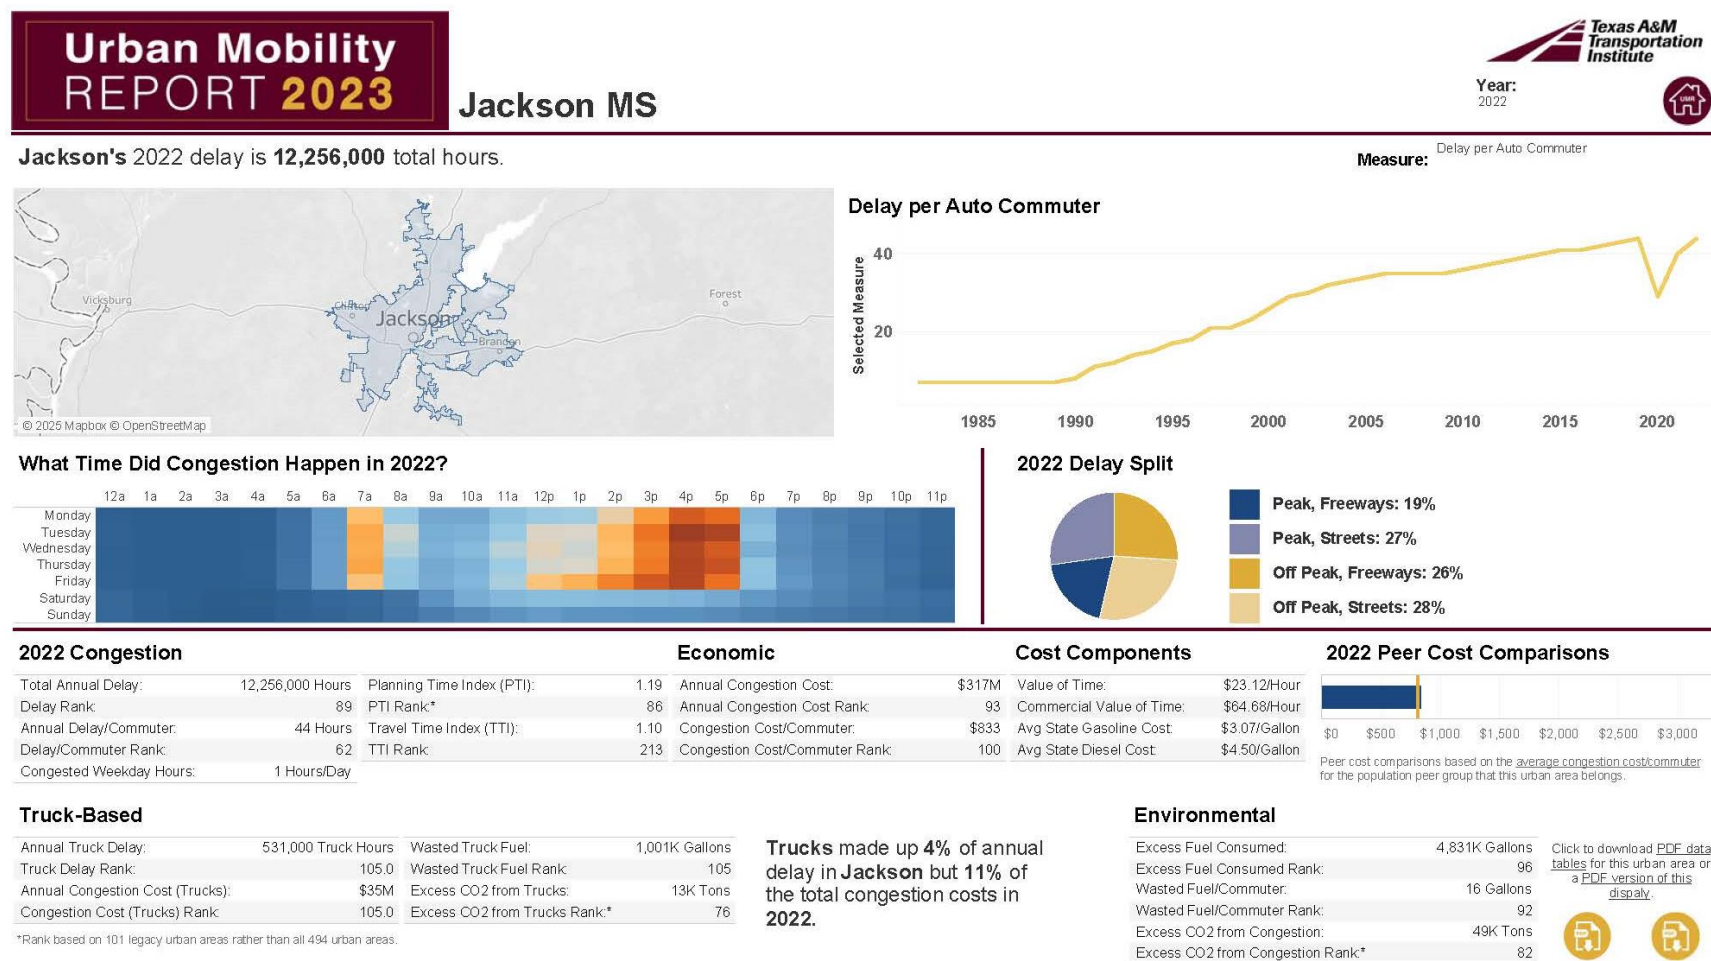 Urban Mobility
REPORT 2023
Jackson MS
Texas A&M
Transportation
Institute
Year:
2022
UMR
Jackson's 2022 delay is 12,256,000 total hours.
Measure: Delay per Auto Commuter
Vicksburg
Clinton
Jackson
Brandon
Forest
© 2025 Mapbox © OpenStreetMap
Delay per Auto Commuter
Selected Measure
40
20
1985 1990 1995 2000 2005 2010 2015 2020
What Time Did Congestion Happen in 2022?
12a 1a 2a 3a 4a 5a 6a 7a 8a 9a 10a 11a 12p 1p 2p 3p 4p 5p 6p 7p 8p 9p 10p 11p
Monday
Tuesday
Wednesday
Thursday
Friday
Saturday
Sunday
2022 Delay Split
Peak, Freeways: 19%
Peak, Streets: 27%
Off Peak, Freeways: 26%
Off Peak, Streets: 28%
2022 Congestion
Total Annual Delay: 12,256,000 Hours
Delay Rank: 89
Annual Delay/Commuter: 44 Hours
Delay/Commuter Rank: 62
Congested Weekday Hours: 1 Hours/Day
Planning Time Index (PTI): 1.19
PTI Rank:* 86
Travel Time Index (TTI): 1.10
TTI Rank: 213
Economic
Annual Congestion Cost: $317M
Annual Congestion Cost Rank: 93
Congestion Cost/Commuter: $833
Congestion Cost/Commuter Rank: 100
Cost Components
Value of Time: $23.12/Hour
Commercial Value of Time: $64.68/Hour
Avg State Gasoline Cost: $3.07/Gallon
Avg State Diesel Cost: $4.50/Gallon
2022 Peer Cost Comparisons
$0 $500 $1,000 $1,500 $2,000 $2,500 $3,000
Peer cost comparisons based on the average congestion cost/commuter
for the population peer group that this urban area belongs.
Truck-Based
Annual Truck Delay: 531,000 Truck Hours
Truck Delay Rank: 105.0
Annual Congestion Cost (Trucks): $35M
Congestion Cost (Trucks) Rank: 105.0
Wasted Truck Fuel: 1,001K Gallons
Wasted Truck Fuel Rank: 105
Excess CO2 from Trucks: 13K Tons
Excess CO2 from Trucks Rank:* 76
*Rank based on 101 legacy urban areas rather than all 494 urban areas.
Trucks made up 4% of annual
delay in Jackson but 11% of
the total congestion costs in
2022.
Environmental
Excess Fuel Consumed: 4,831K Gallons
Excess Fuel Consumed Rank: 96
Wasted Fuel/Commuter: 16 Gallons
Wasted Fuel/Commuter Rank: 92
Excess CO2 from Congestion: 49K Tons
Excess CO2 from Congestion Rank:* 82
Click to download PDF data
tables for this urban area or
a PDF version of this
dispaly.